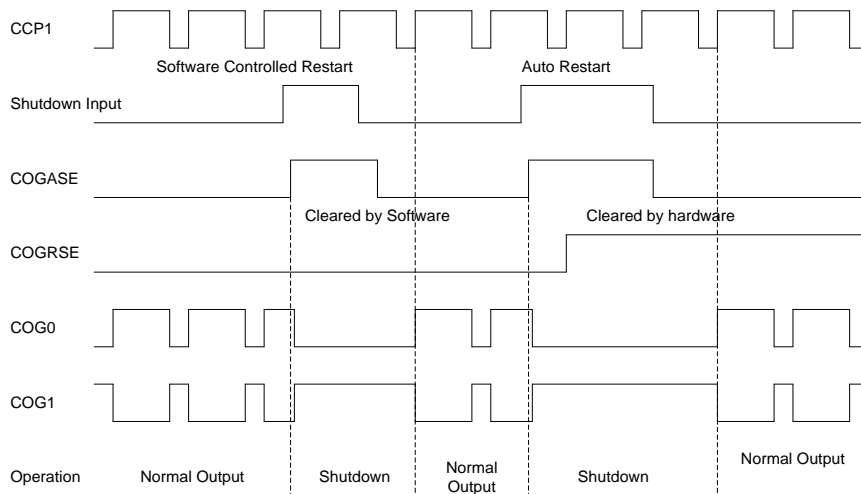 CCP1
Software Controlled Restart
Auto Restart
Shutdown Input
COGASE
Cleared by Software
Cleared by hardware
COGRSE
COG0
COG1
Operation
Normal Output
Shutdown
Normal
Output
Shutdown
Normal Output